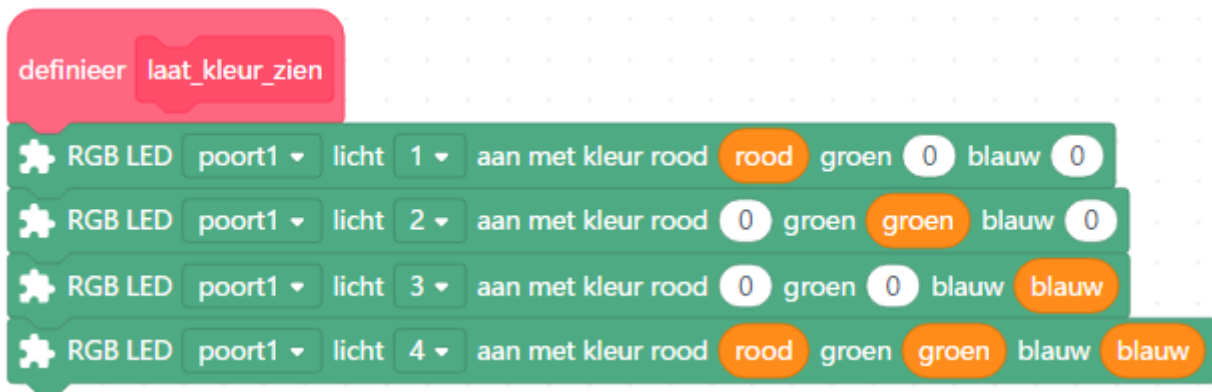 definieer laat_kleur_zien
RGB LED poort1 licht 1 aan met kleur rood rood groen 0 blauw 0
RGB LED poort1 licht 2 aan met kleur rood 0 groen groen blauw 0
RGB LED poort1 licht 3 aan met kleur rood 0 groen 0 blauw blauw
RGB LED poort1 licht 4 aan met kleur rood rood groen groen blauw blauw